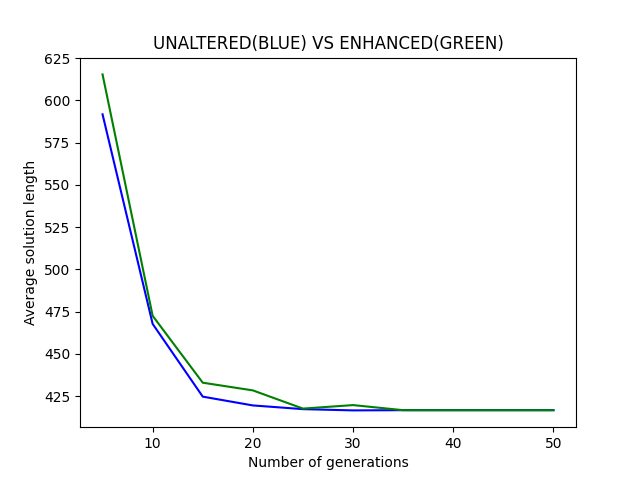 UNALTERED(BLUE) VS ENHANCED(GREEN)
625
600
575
550
525
500
475
450
425
Average solution length
10 20 30 40 50
Number of generations